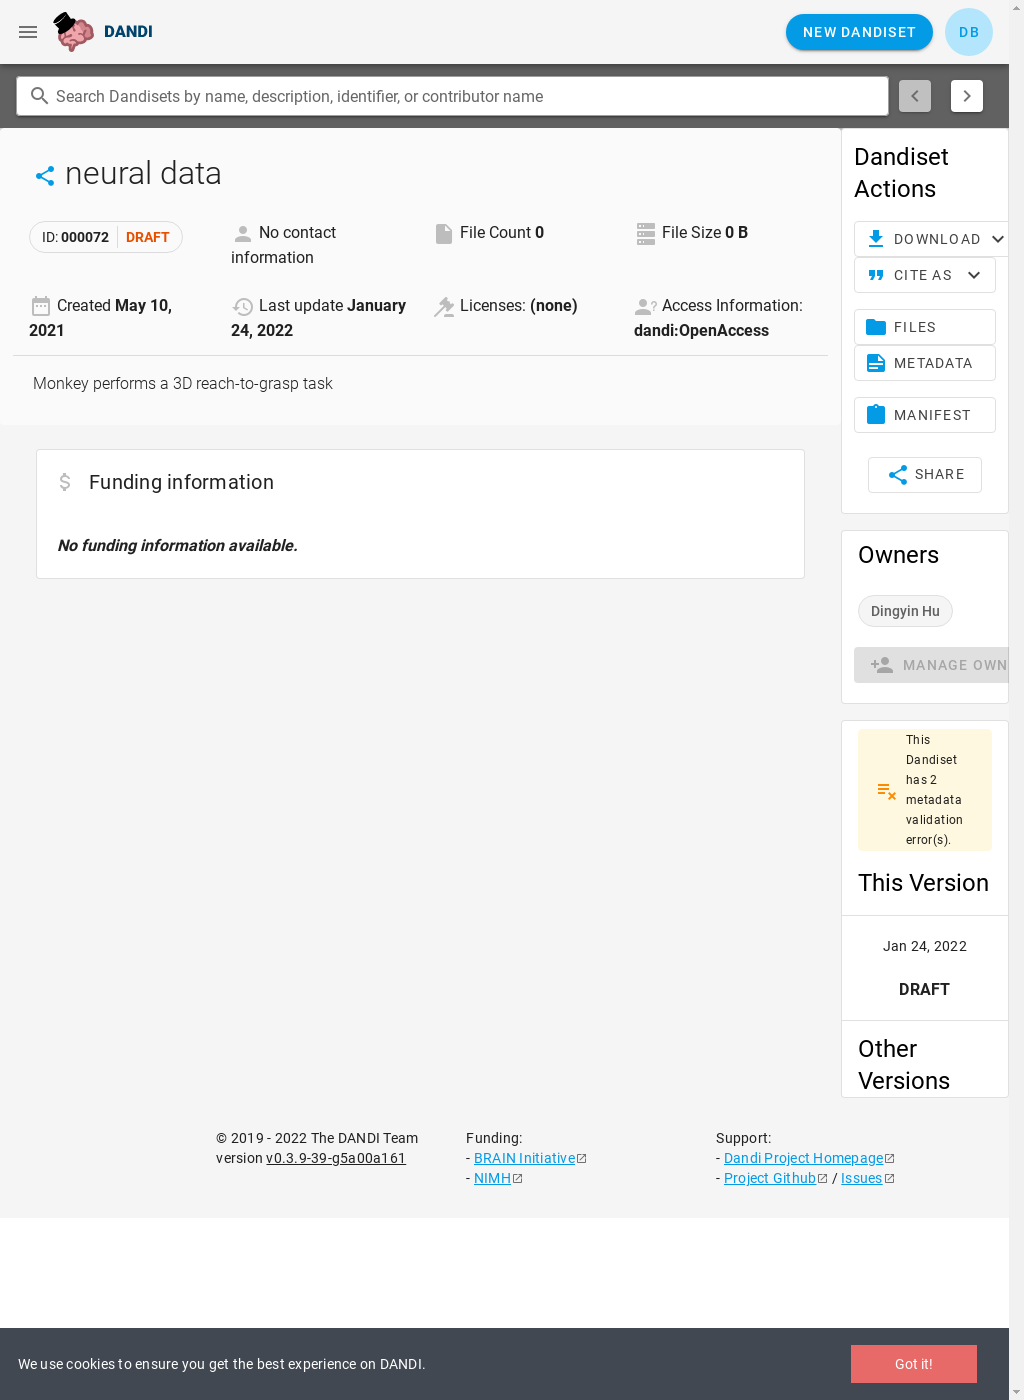 DANDI
NEW DANDISET
DB
Search Dandisets by name, description, identifier, or contributor name
neural data
ID: 000072 DRAFT
No contact
information
File Count 0
File Size 0 B
Created May 10,
2021
Last update January
24, 2022
Licenses: (none)
Access Information:
dandi:OpenAccess
Monkey performs a 3D reach-to-grasp task
Funding information
No funding information available.
Dandiset
Actions
DOWNLOAD
CITE AS
FILES
METADATA
MANIFEST
SHARE
Owners
Dingyin Hu
MANAGE OWN
This
Dandiset
has 2
metadata
validation
error(s).
This Version
Jan 24, 2022
DRAFT
Other
Versions
© 2019 - 2022 The DANDI Team
version v0.3.9-39-g5a00a161
Funding:
- BRAIN Initiative
- NIMH
Support:
- Dandi Project Homepage
- Project Github / Issues
We use cookies to ensure you get the best experience on DANDI.
Got it!